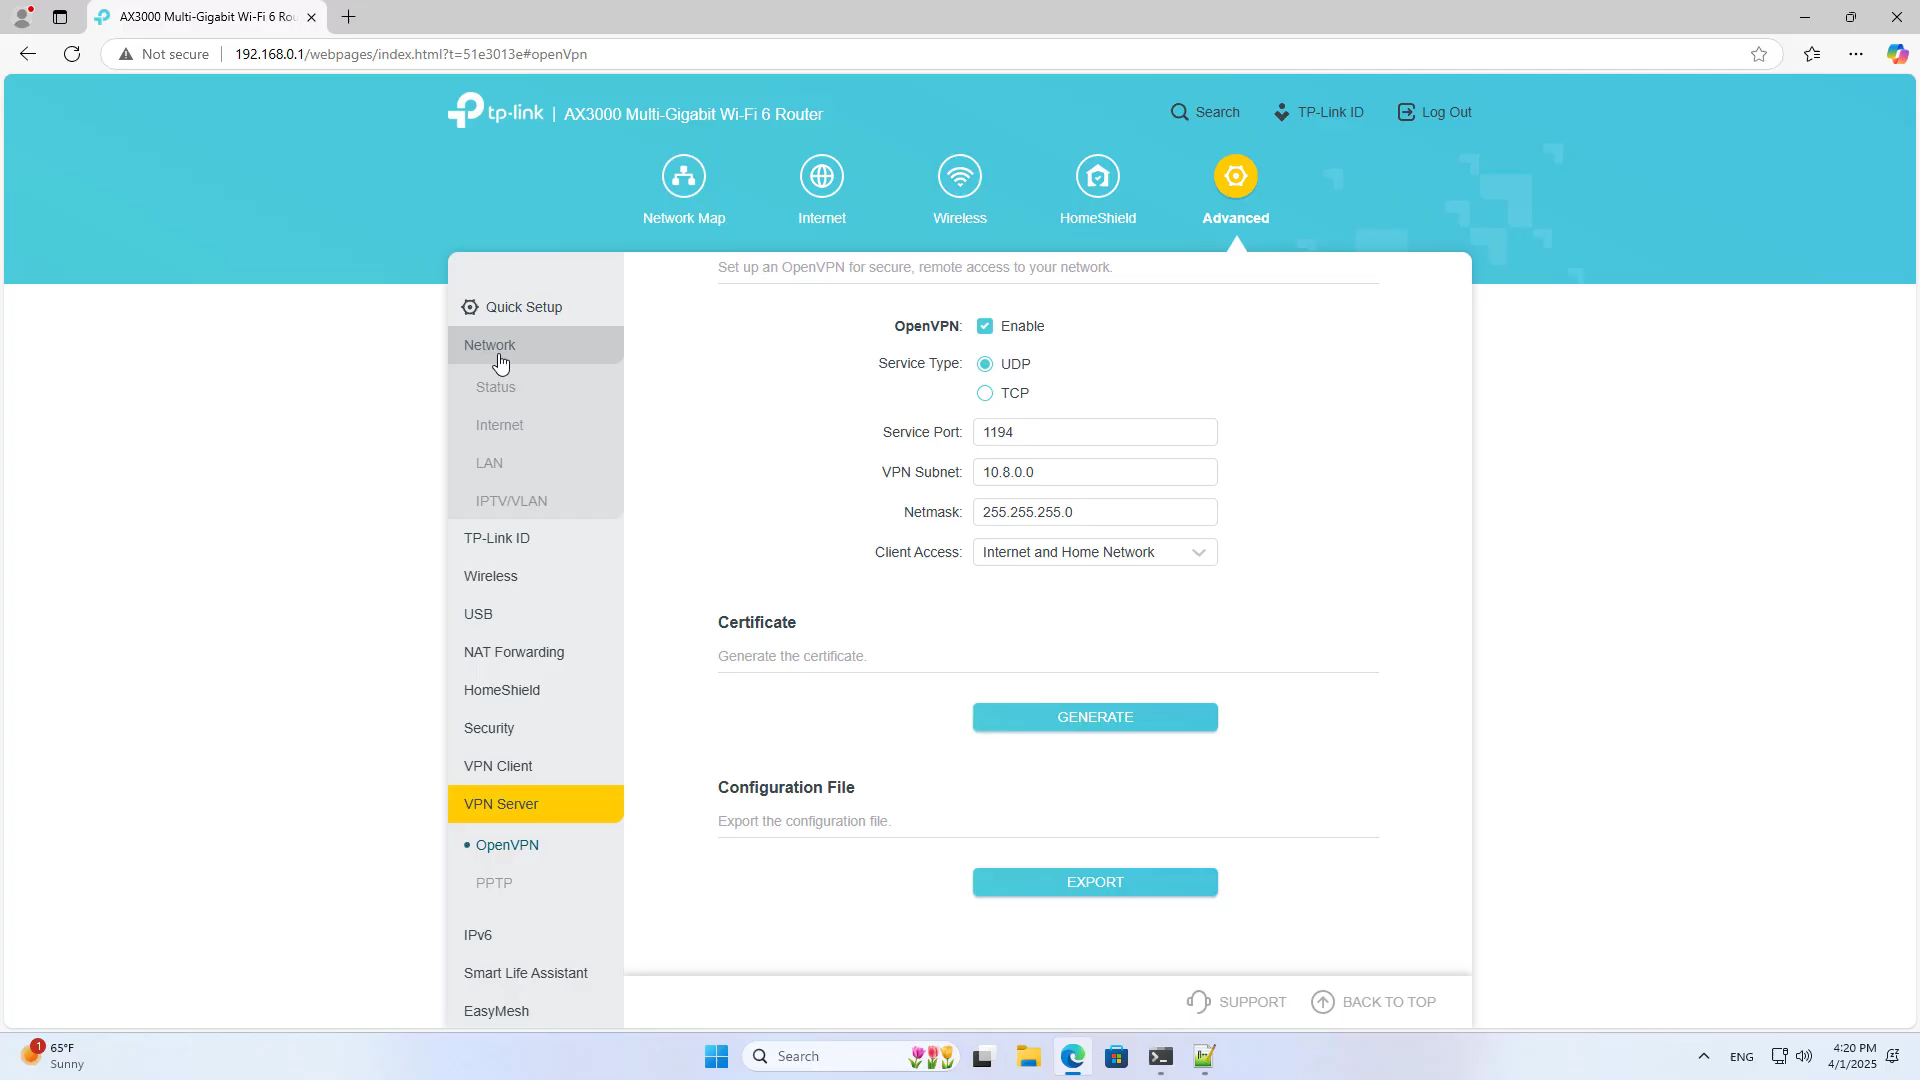 AX3000 Multi-Gigabit Wi-Fi 6 Rou
Not secure
192.168.0.1/webpages/index.html?t=51e3013e#openVpn
tp-link | AX3000 Multi-Gigabit Wi-Fi 6 Router
Search
TP-Link ID
Log Out
Network Map
Internet
Wireless
HomeShield
Advanced
Quick Setup
Network
Status
Internet
LAN
IPTV/VLAN
TP-Link ID
Wireless
USB
NAT Forwarding
HomeShield
Security
VPN Client
VPN Server
OpenVPN
PPTP
IPv6
Smart Life Assistant
EasyMesh
Set up an OpenVPN for secure, remote access to your network.
OpenVPN: Enable
Service Type: UDP
TCP
Service Port: 1194
VPN Subnet: 10.8.0.0
Netmask: 255.255.255.0
Client Access: Internet and Home Network
Certificate
Generate the certificate.
GENERATE
Configuration File
Export the configuration file.
EXPORT
SUPPORT
BACK TO TOP
1
65°F
Sunny
Search
ENG
4:20 PM
4/1/2025